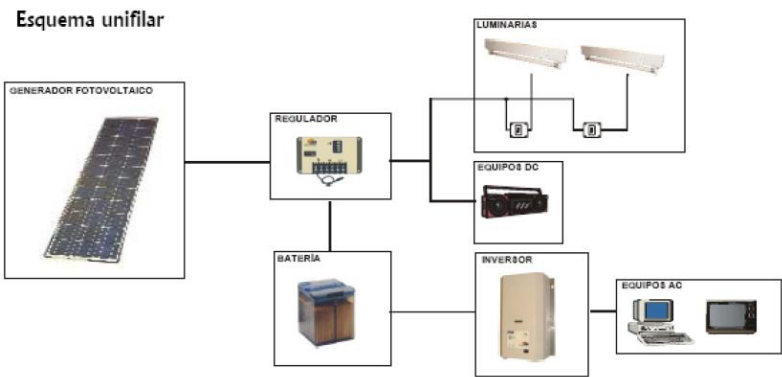 Esquema unifilar
LUMINARIAS
GENERADOR FOTOVOLTAICO
REGULADOR
EQUIPOS DC
BATERÍA
INVERSOR
EQUIPOS AC